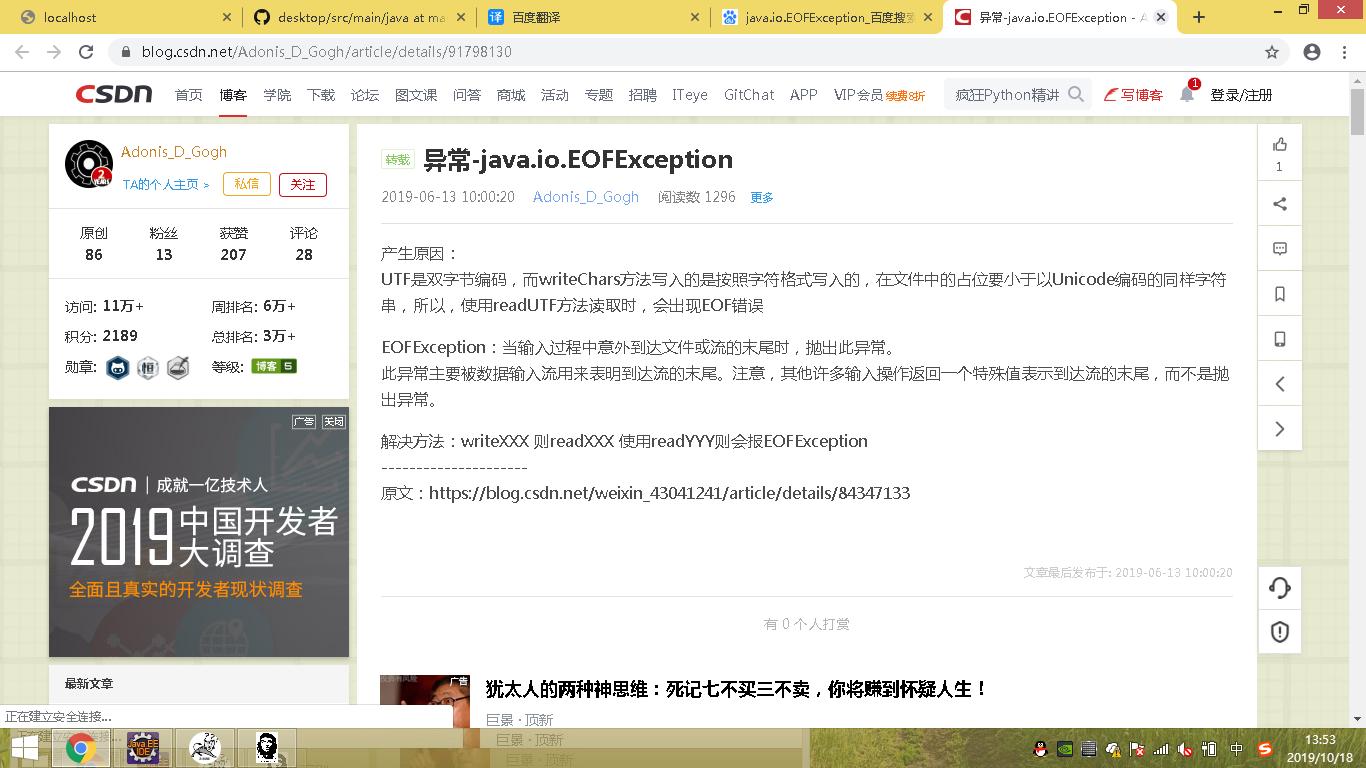 localhost
desktop/src/main/java at ma
译 百度翻译
java.io.EOFException_百度搜索
异常-java.io.EOFException - A
blog.csdn.net/Adonis_D_Gogh/article/details/91798130
CSDN 首页 博客 学院 下载 论坛 图文课 问答 商城 活动 专题 招聘 ITeye GitChat APP VIP会员 续费8折 疯狂Python精讲 写博客 1 登录/注册
Adonis_D_Gogh
2 YEARS
TA的个人主页 > 私信 关注
原创 粉丝 获赞 评论
86 13 207 28
访问: 11万+ 周排名: 6万+
积分: 2189 总排名: 3万+
勋章: 恒 等级: 博客 5
广告 关闭
CSDN | 成就一亿技术人
2019 中国开发者
大调查
全面且真实的开发者现状调查
最新文章
转载 异常-java.io.EOFException
2019-06-13 10:00:20 Adonis_D_Gogh 阅读数 1296 更多
产生原因：
UTF是双字节编码，而writeChars方法写入的是按照字符格式写入的，在文件中的占位要小于以Unicode编码的同样字符
串，所以，使用readUTF方法读取时，会出现EOF错误
EOFException：当输入过程中意外到达文件或流的末尾时，抛出此异常。
此异常主要被数据输入流用来表明到达流的末尾。注意，其他许多输入操作返回一个特殊值表示到达流的末尾，而不是抛
出异常。
解决方法：writeXXX 则readXXX 使用readYYY则会报EOFException
---------------------
原文：https://blog.csdn.net/weixin_43041241/article/details/84347133
文章最后发布于: 2019-06-13 10:00:20
有 0 个人打赏
1
广告
犹太人的两种神思维：死记七不买三不卖，你将赚到怀疑人生！
巨景 · 顶新
巨景 · 顶新
巨景 · 顶新
正在建立安全连接...
正在建立安全连接...
Java EE
IDE
中
13:53
2019/10/18